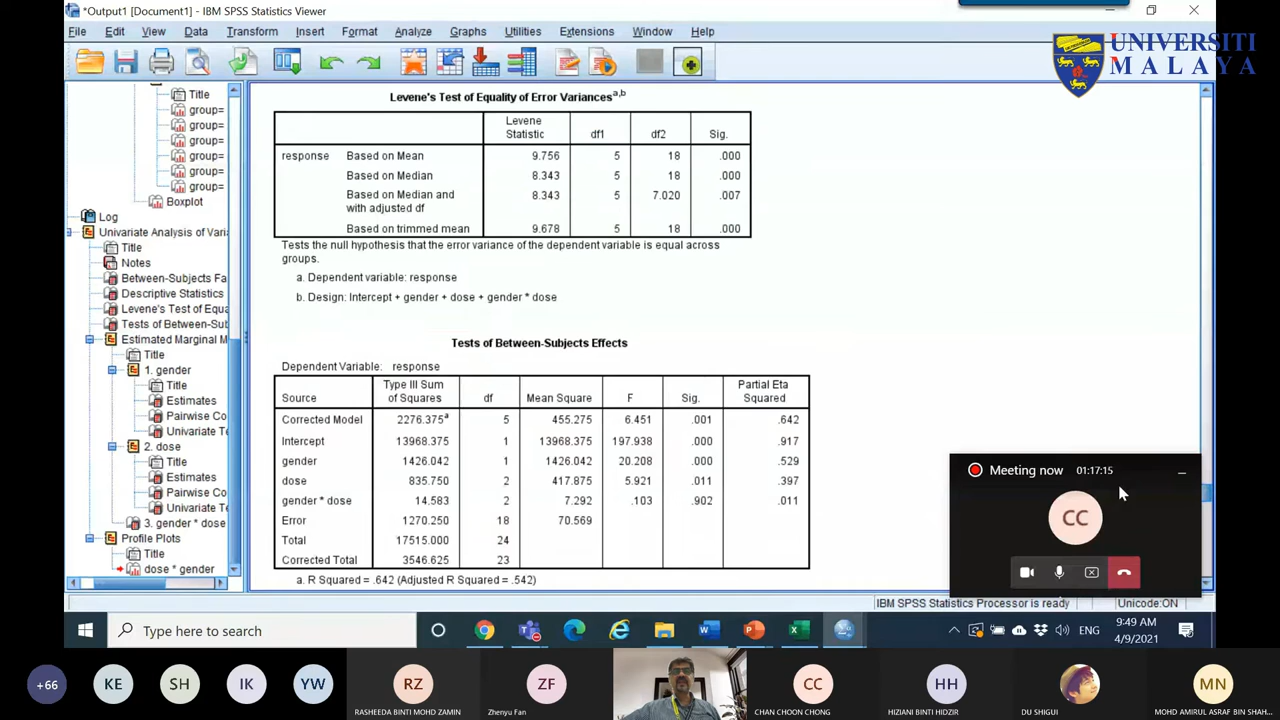 *Output1 [Document1] - IBM SPSS Statistics Viewer
File Edit View Data Transform Insert Format Analyze Graphs Utilities Extensions Window Help
UNIVERSITI
MALAYA
Title
group=
group=
group=
group=
group=
group=
Boxplot
Log
Univariate Analysis of Vari
Title
Notes
Between-Subjects Fa
Descriptive Statistics
Levene's Test of Equa
Tests of Between-Sub
Estimated Marginal M
Title
1. gender
Title
Estimates
Pairwise Co
Univariate T
2. dose
Title
Estimates
Pairwise Co
Univariate T
3. gender * dose
Profile Plots
Title
dose * gender
Levene's Test of Equality of Error Variancesa,b
Levene Statistic df1 df2 Sig.
response Based on Mean 9.756 5 18 .000
Based on Median 8.343 5 18 .000
Based on Median and with adjusted df 8.343 5 7.020 .007
Based on trimmed mean 9.678 5 18 .000
Tests the null hypothesis that the error variance of the dependent variable is equal across
groups.
a. Dependent variable: response
b. Design: Intercept + gender + dose + gender * dose
Tests of Between-Subjects Effects
Dependent Variable: response
Source Type III Sum of Squares df Mean Square F Sig. Partial Eta Squared
Corrected Model 2276.375a 5 455.275 6.451 .001 .642
Intercept 13968.375 1 13968.375 197.938 .000 .917
gender 1426.042 1 1426.042 20.208 .000 .529
dose 835.750 2 417.875 5.921 .011 .397
gender * dose 14.583 2 7.292 .103 .902 .011
Error 1270.250 18 70.569
Total 17515.000 24
Corrected Total 3546.625 23
a. R Squared = .642 (Adjusted R Squared = .542)
Meeting now 01:17:15
CC
IBM SPSS Statistics Processor is ready Unicode:ON
Type here to search
ENG
9:49 AM
4/9/2021
+66 KE SH IK YW RZ ZF CC HH MN
RASHEEDA BINTI MOHD ZAMIN Zhenyu Fan CHAN CHOON CHONG HIZIANI BINTI HIDZIR DU SHIGUI MOHD AMIRUL ASRAF BIN SHAH...